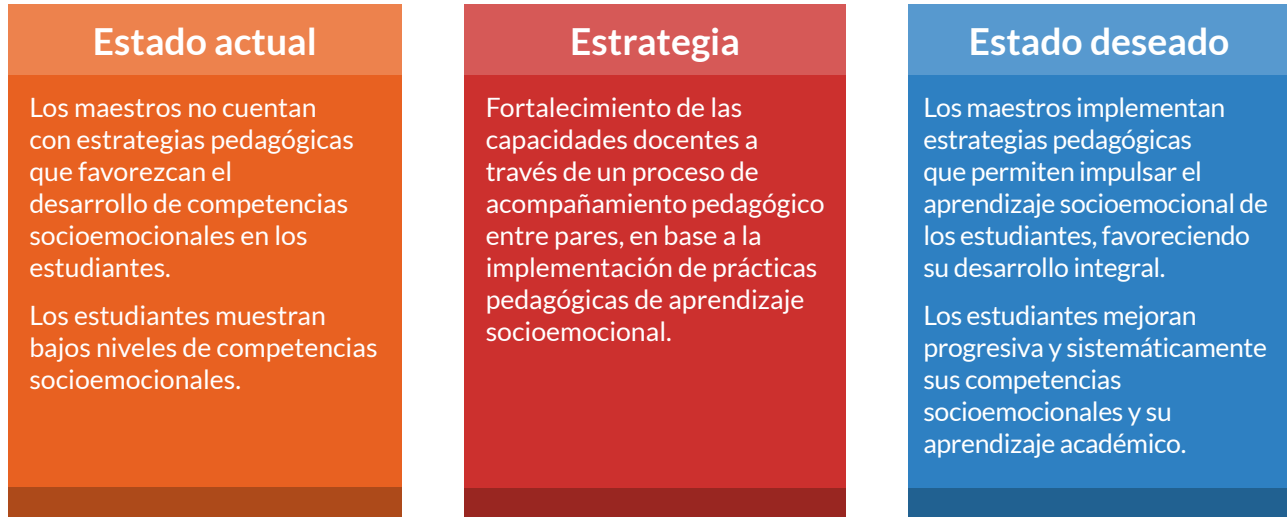 Estado actual
Los maestros no cuentan
con estrategias pedagógicas
que favorezcan el
desarrollo de competencias
socioemocionales en los
estudiantes.
Los estudiantes muestran
bajos niveles de competencias
socioemocionales.
Estrategia
Fortalecimiento de las
capacidades docentes a
través de un proceso de
acompañamiento pedagógico
entre pares, en base a la
implementación de prácticas
pedagógicas de aprendizaje
socioemocional.
Estado deseado
Los maestros implementan
estrategias pedagógicas
que permiten impulsar el
aprendizaje socioemocional de
los estudiantes, favoreciendo
su desarrollo integral.
Los estudiantes mejoran
progresiva y sistemáticamente
sus competencias
socioemocionales y su
aprendizaje académico.